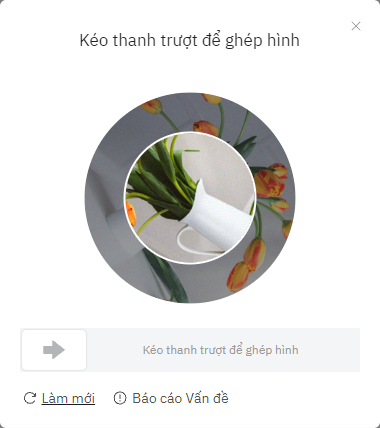 Kéo thanh trượt để ghép hình
Kéo thanh trượt để ghép hình
Làm mới
Báo cáo Vấn đề